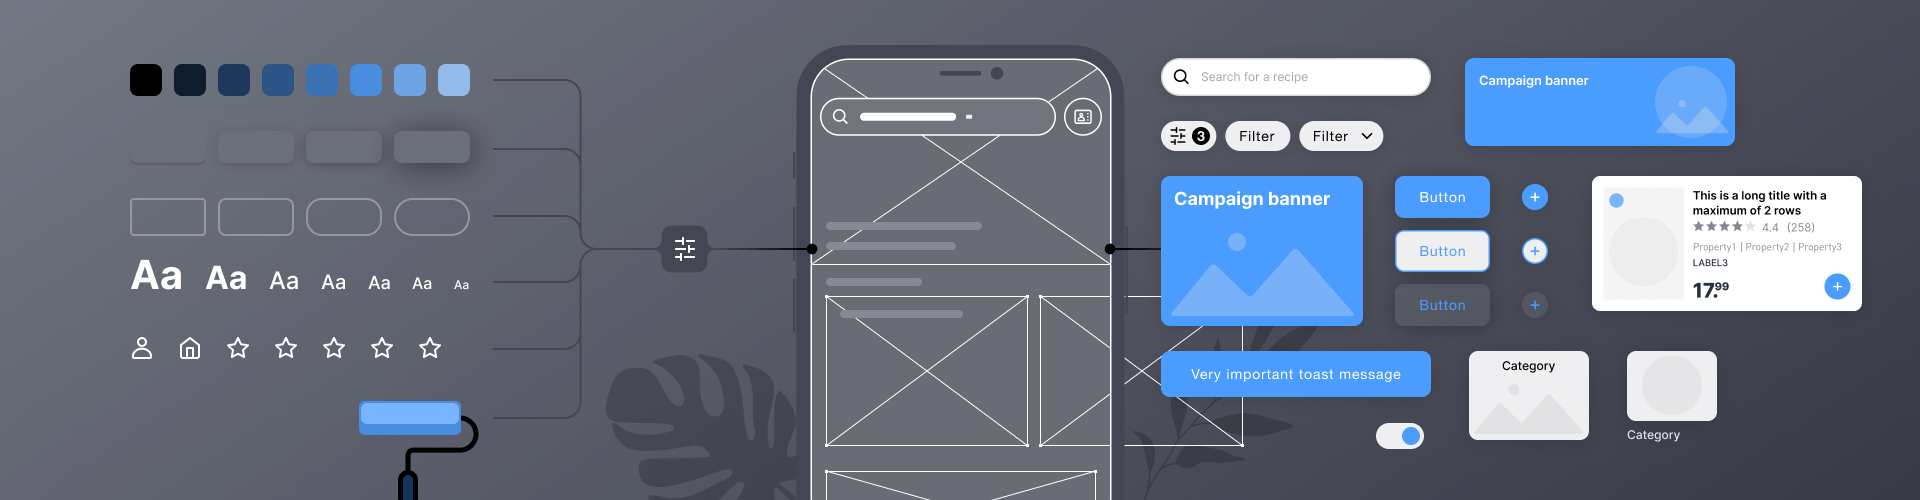 Aa Aa Aa Aa Aa Aa Aa
Search for a recipe
3 Filter Filter
Campaign banner
Campaign banner
Button
Button
Button
This is a long title with a
maximum of 2 rows
4.4 (258)
Property1 | Property2 | Property3
LABEL3
17.99
Very important toast message
Category
Category